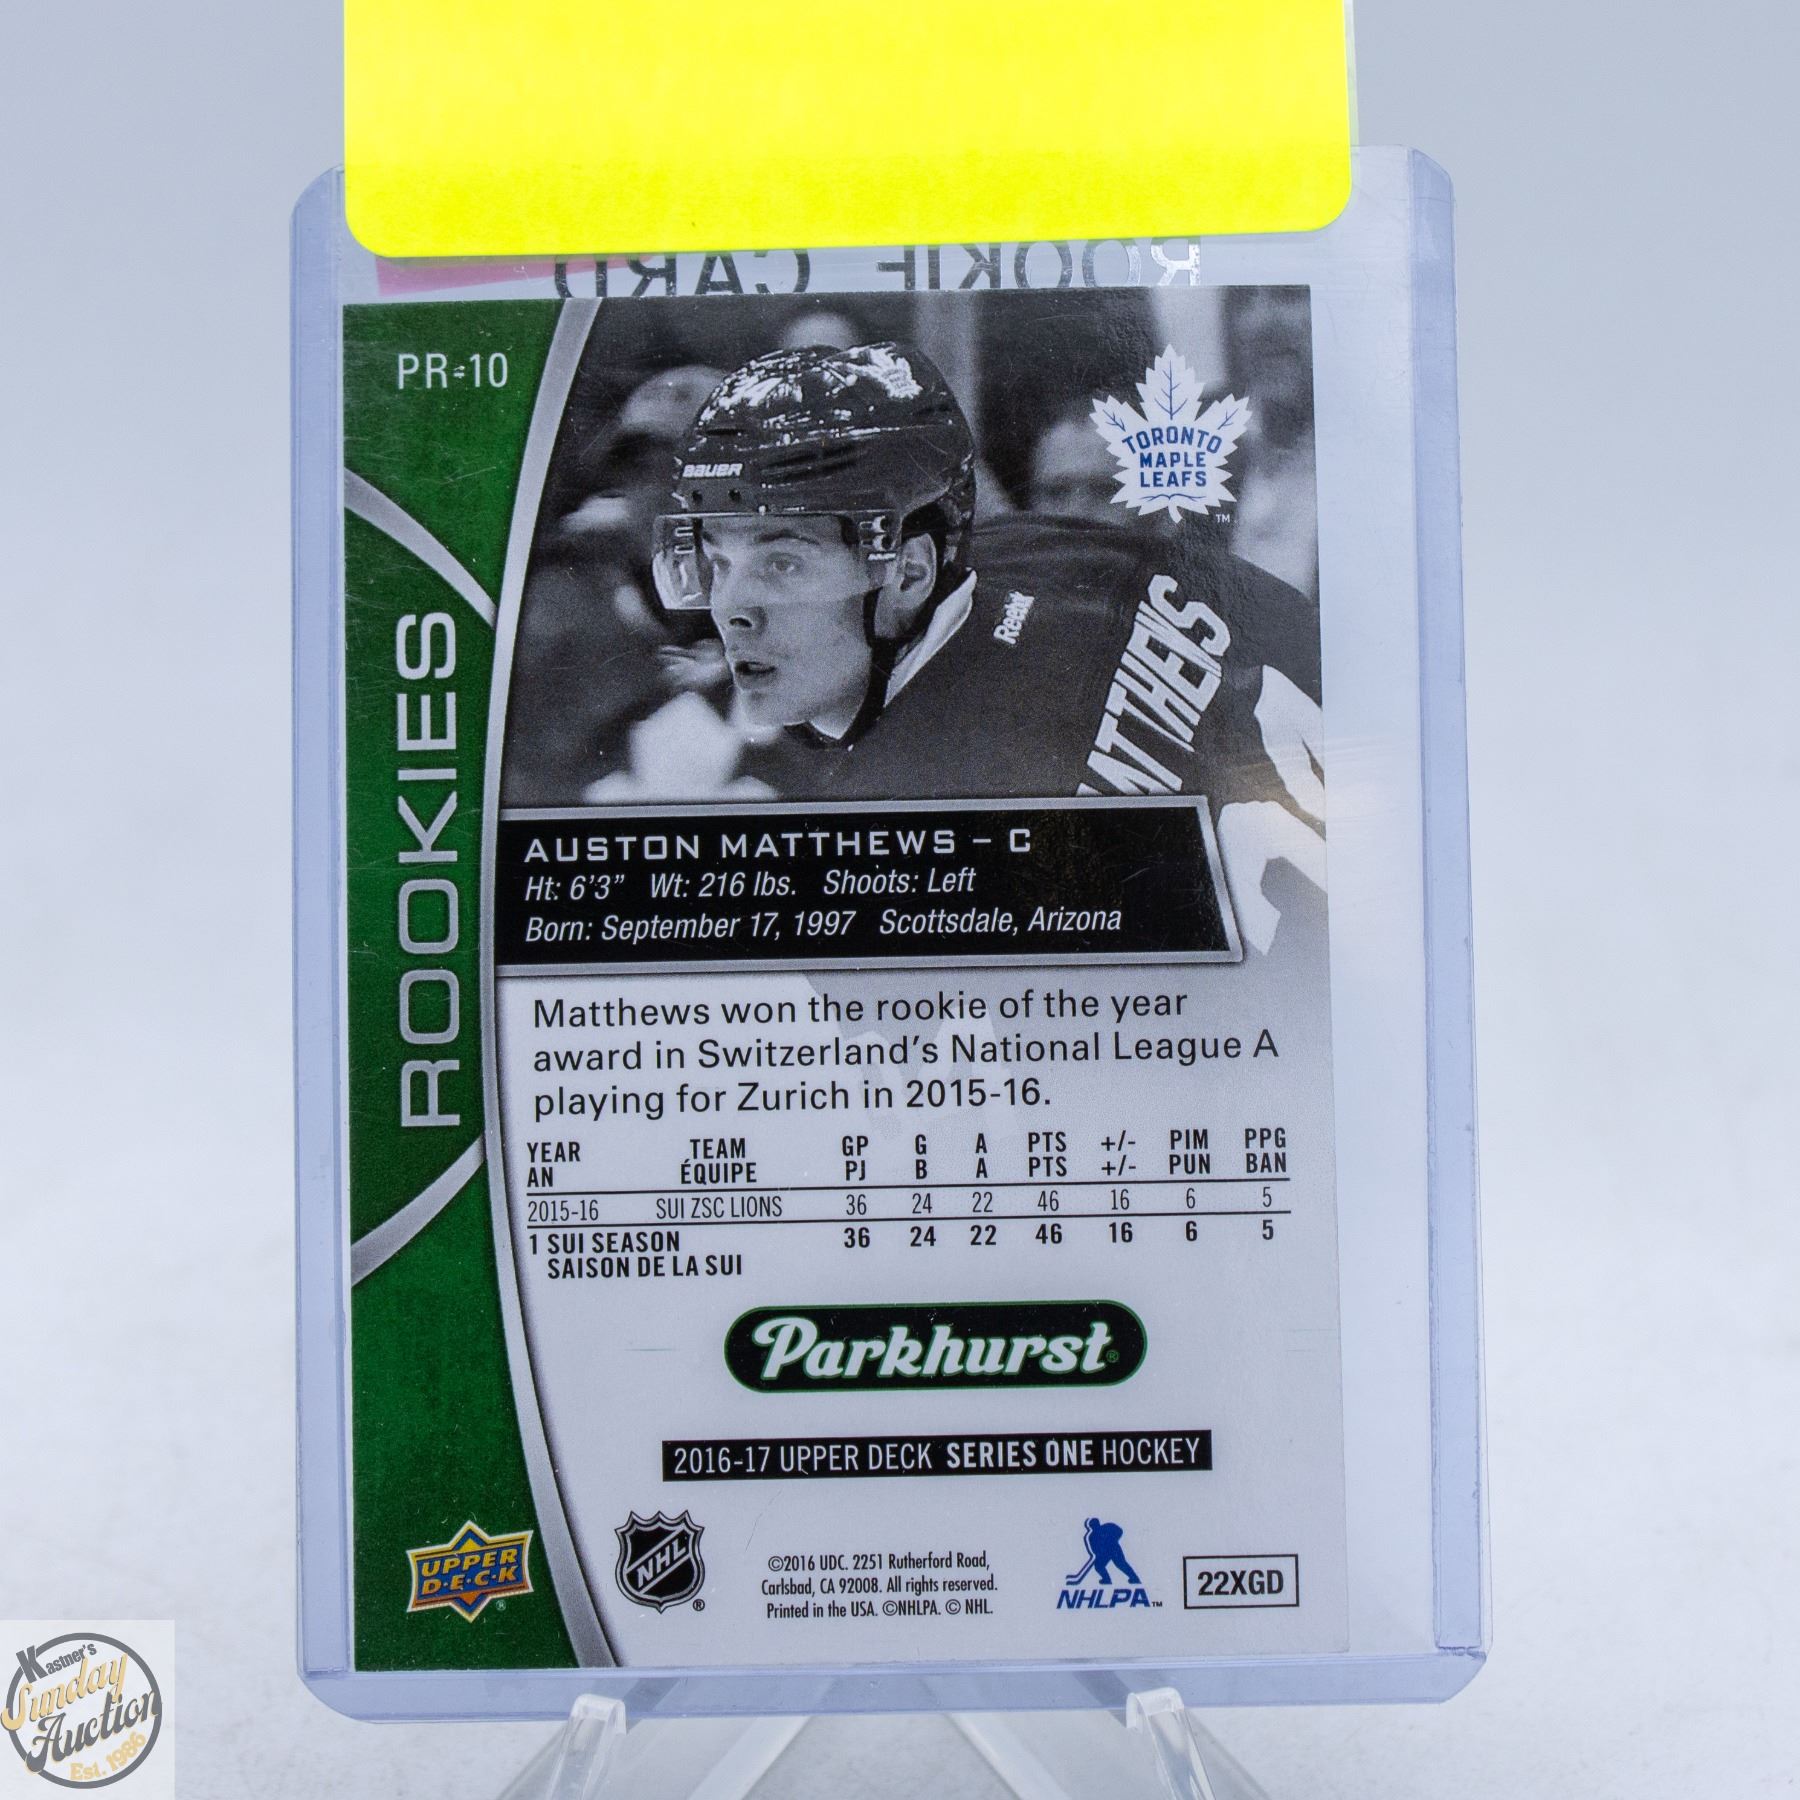 ROOKIE CARD
PR-10
ROOKIES
BAUER
BAUER
Reebok
MATTHEWS
TORONTO
MAPLE
LEAFS
TM
AUSTON MATTHEWS – C
Ht: 6'3" Wt: 216 lbs. Shoots: Left
Born: September 17, 1997 Scottsdale, Arizona
Matthews won the rookie of the year
award in Switzerland's National League A
playing for Zurich in 2015-16.
YEAR TEAM GP G A PTS +/- PIM PPG
AN ÉQUIPE PJ B A PTS +/- PUN BAN
2015-16 SUI ZSC LIONS 36 24 22 46 16 6 5
1 SUI SEASON 36 24 22 46 16 6 5
SAISON DE LA SUI
Parkhurst®
2016-17 UPPER DECK SERIES ONE HOCKEY
UPPER
D·E·C·K
®
NHL
®
©2016 UDC. 2251 Rutherford Road,
Carlsbad, CA 92008. All rights reserved.
Printed in the USA. ©NHLPA. © NHL.
NHLPA™
22XGD
Kastner's
Sunday
Auction
Est. 1986